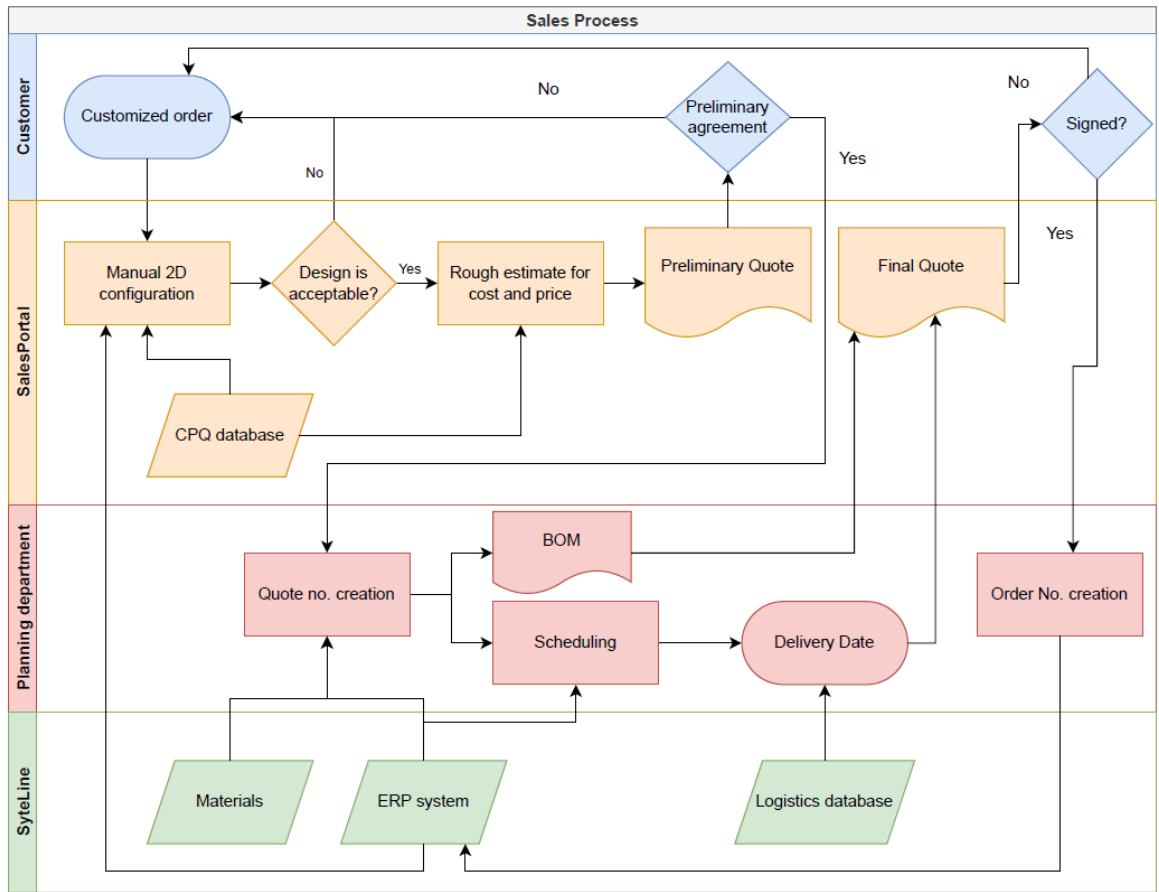 Sales Process
Customer
Customized order
No
No
Preliminary
agreement
Yes
No
Signed?
Yes
SalesPortal
Manual 2D
configuration
Design is
acceptable?
Yes
Rough estimate for
cost and price
Preliminary Quote
Final Quote
CPQ database
Planning department
Quote no. creation
BOM
Scheduling
Delivery Date
Order No. creation
SyteLine
Materials
ERP system
Logistics database